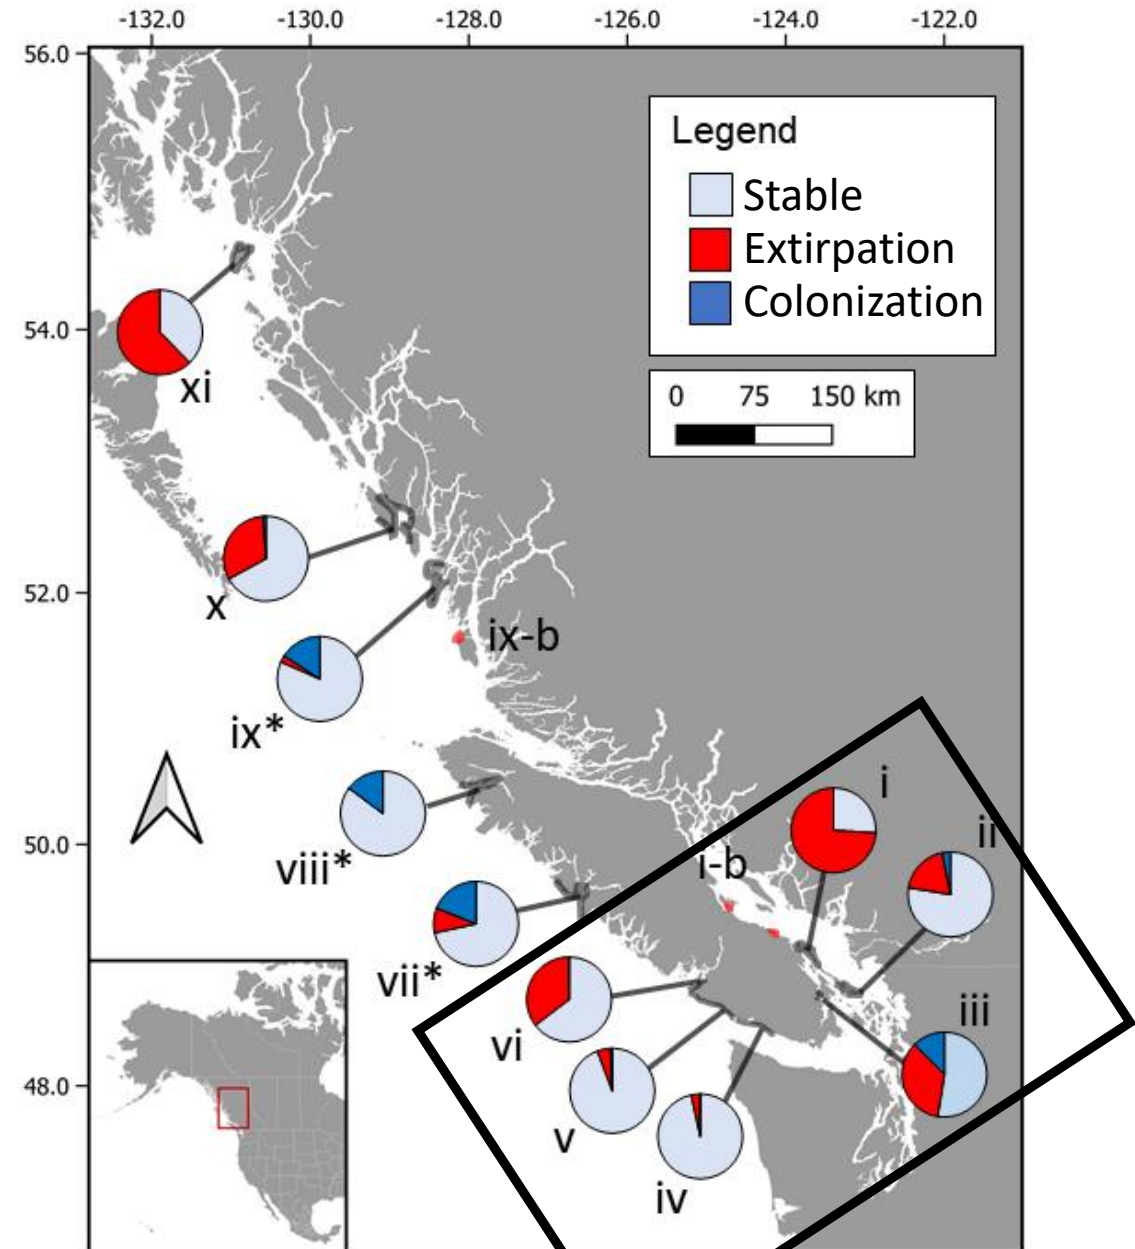 -132.0 -130.0 -128.0 -126.0 -124.0 -122.0
56.0
Legend
Stable
Extirpation
Colonization
54.0
xi
0 75 150 km
52.0
x
ix-b
ix*
i
50.0
i-b
ii
viii*
vii*
iii
vi
48.0
v
iv